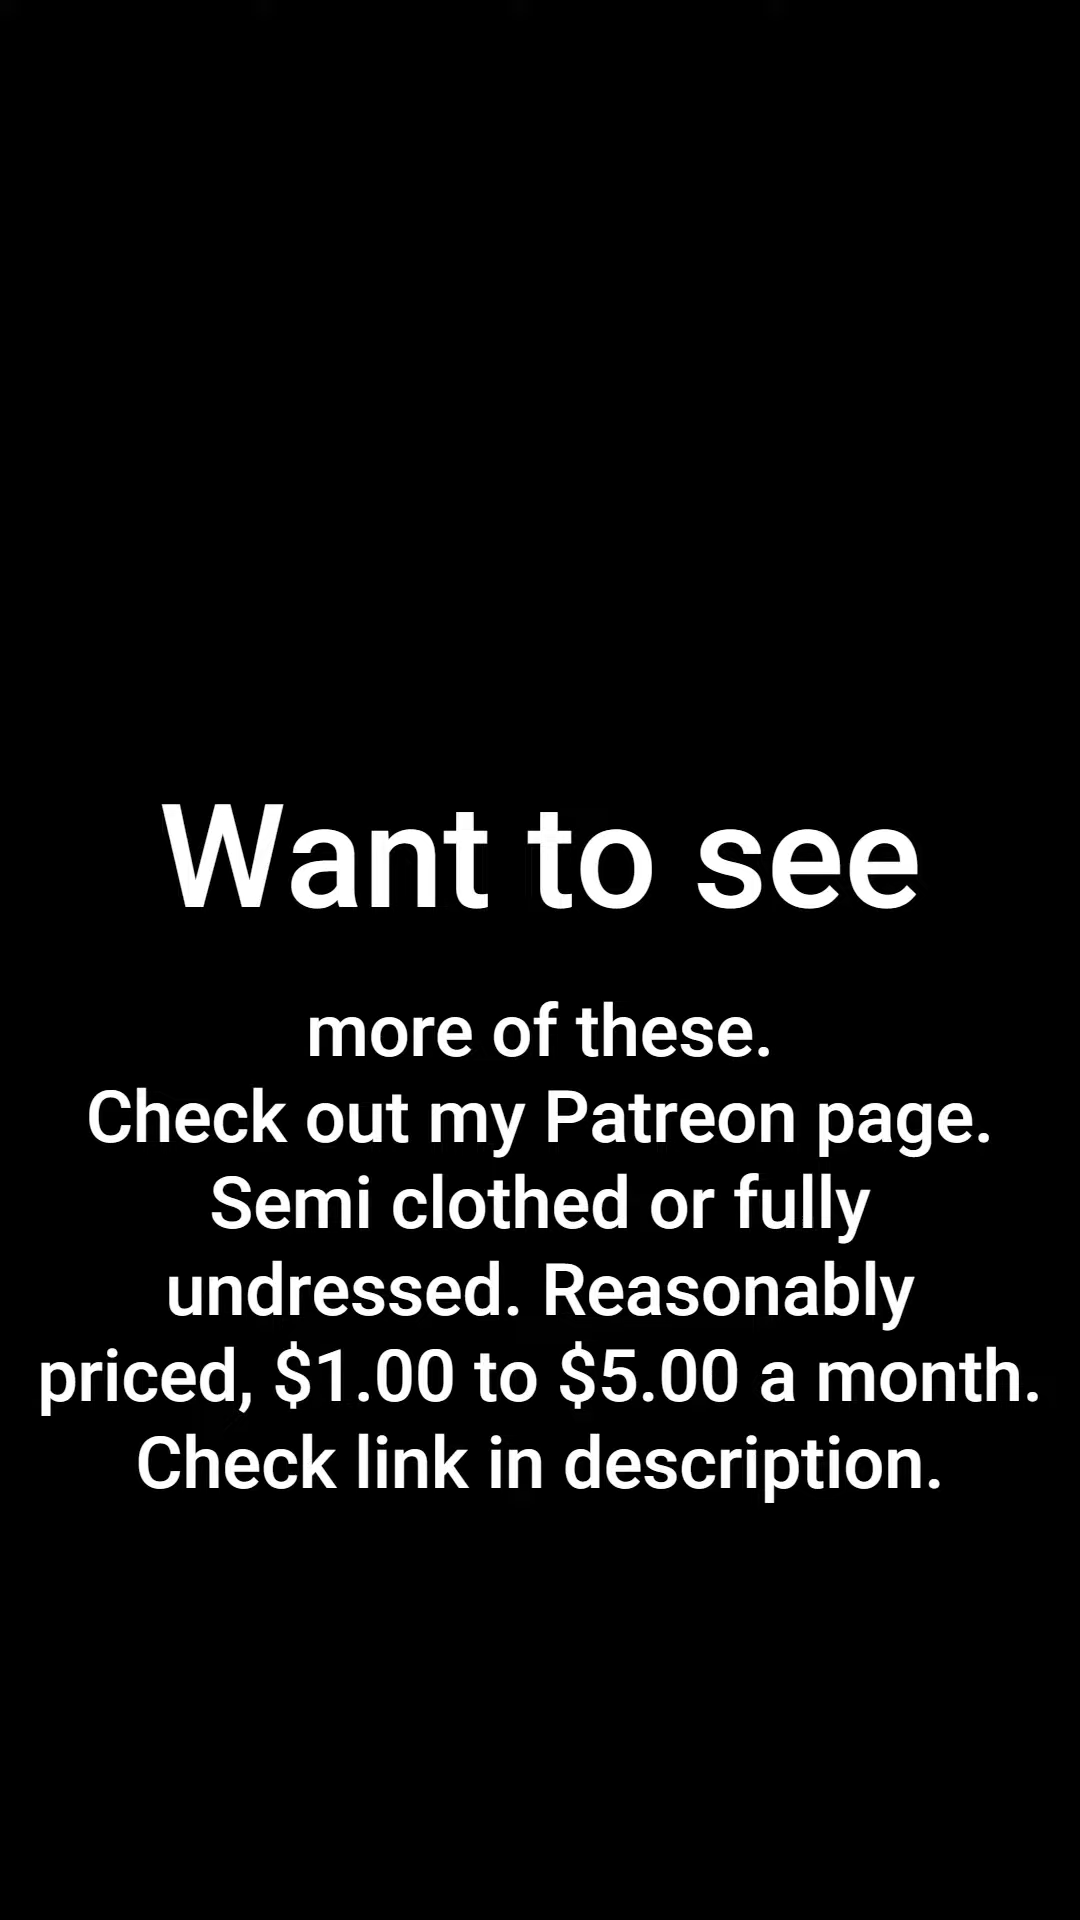 Want to see
more of these.
Check out my Patreon page.
Semi clothed or fully
undressed. Reasonably
priced, $1.00 to $5.00 a month.
Check link in description.